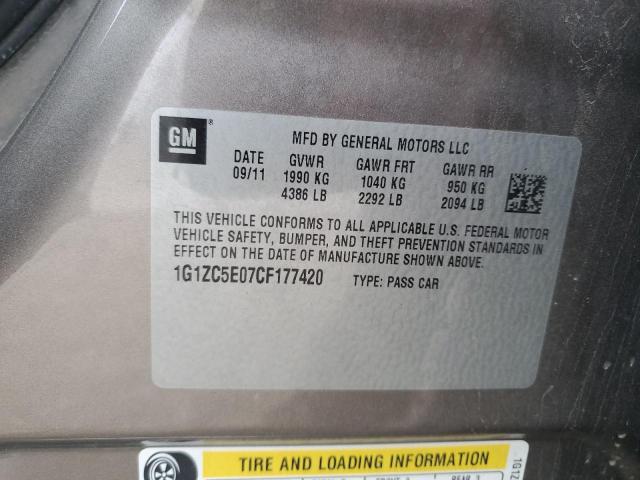 GM®
MFD BY GENERAL MOTORS LLC
DATE GVWR GAWR FRT GAWR RR
09/11 1990 KG 1040 KG 950 KG
4386 LB 2292 LB 2094 LB
THIS VEHICLE CONFORMS TO ALL APPLICABLE U.S. FEDERAL MOTOR
VEHICLE SAFETY, BUMPER, AND THEFT PREVENTION STANDARDS IN
EFFECT ON THE DATE OF MANUFACTURE SHOWN ABOVE.
1G1ZC5E07CF177420 TYPE: PASS CAR
TIRE AND LOADING INFORMATION
1G1Z